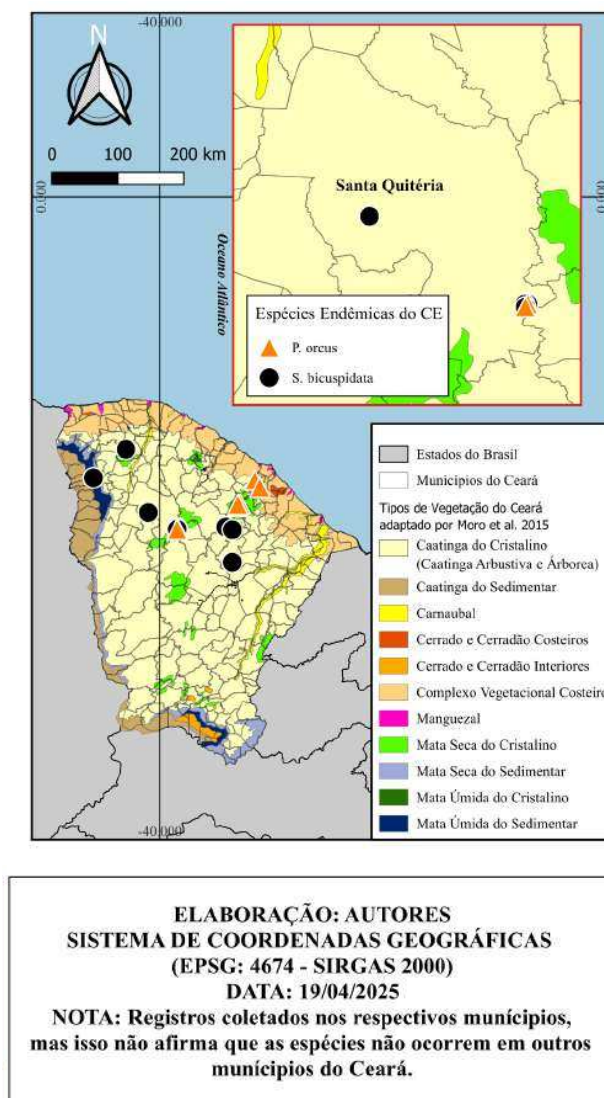 -40.000
N
0 100 200 km
0.000
0.000
Oceano Atlântico
Santa Quitéria
Espécies Endêmicas do CE
P. orcus
S. bicuspidata
Estados do Brasil
Municípios do Ceará
Tipos de Vegetação do Ceará
adaptado por Moro et al. 2015
Caatinga do Cristalino
(Caatinga Arbustiva e Árborea)
Caatinga do Sedimentar
Carnaubal
Cerrado e Cerradão Costeiros
Cerrado e Cerradão Interiores
Complexo Vegetacional Costeiro
Manguezal
Mata Seca do Cristalino
Mata Seca do Sedimentar
Mata Úmida do Cristalino
Mata Úmida do Sedimentar
-40.000
ELABORAÇÃO: AUTORES
SISTEMA DE COORDENADAS GEOGRÁFICAS
(EPSG: 4674 - SIRGAS 2000)
DATA: 19/04/2025
NOTA: Registros coletados nos respectivos munícipios,
mas isso não afirma que as espécies não ocorrem em outros
munícipios do Ceará.